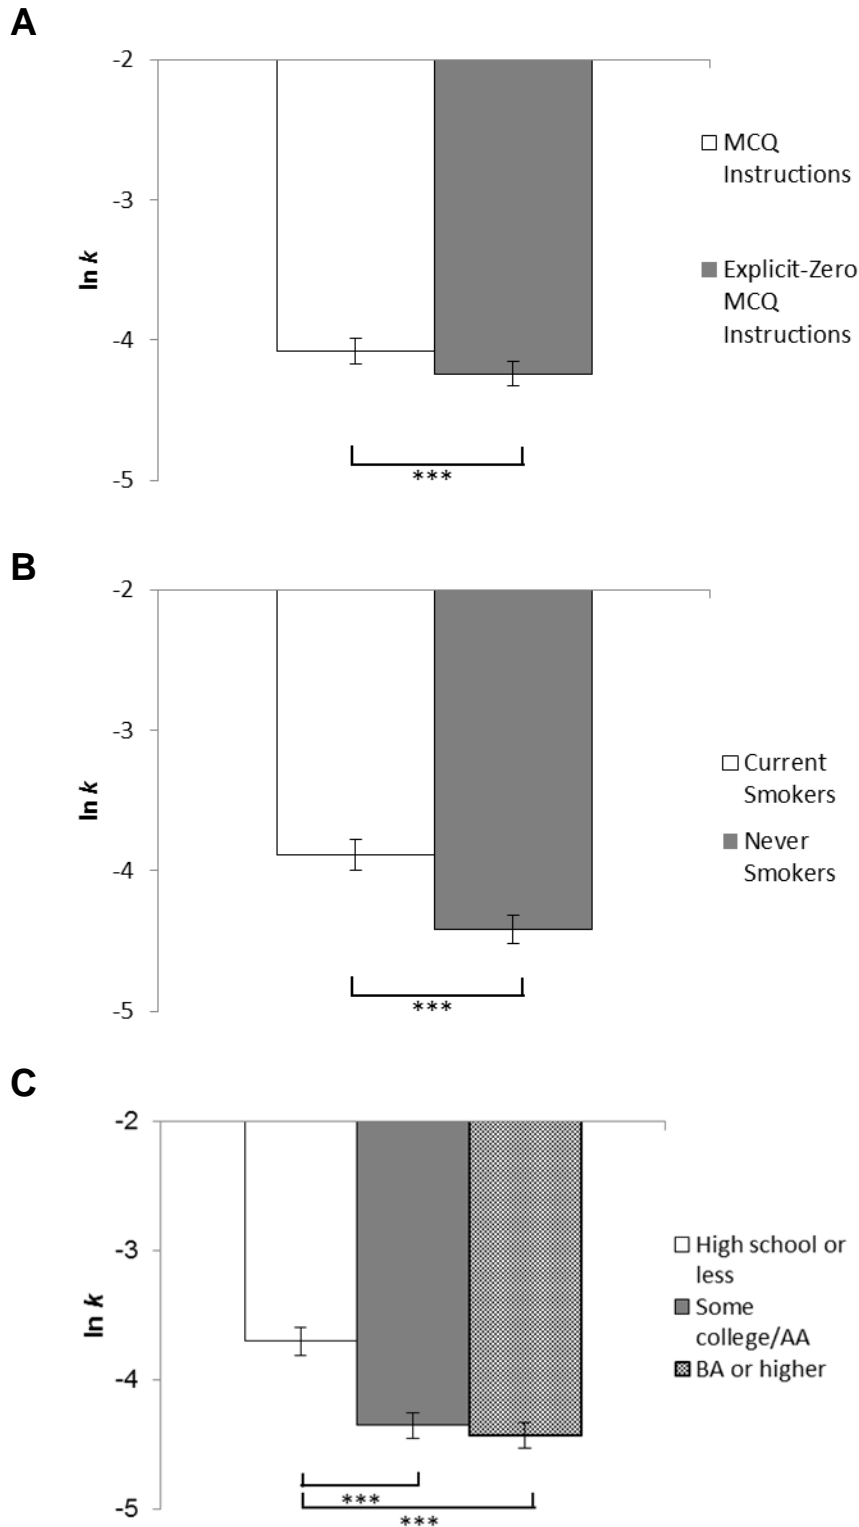 A
-2
-3
-4
-5
ln k
MCQ
Instructions
Explicit-Zero
MCQ
Instructions
***
B
-2
-3
-4
-5
ln k
Current
Smokers
Never
Smokers
***
C
-2
-3
-4
-5
ln k
High school or
less
Some
college/AA
BA or higher
***
***